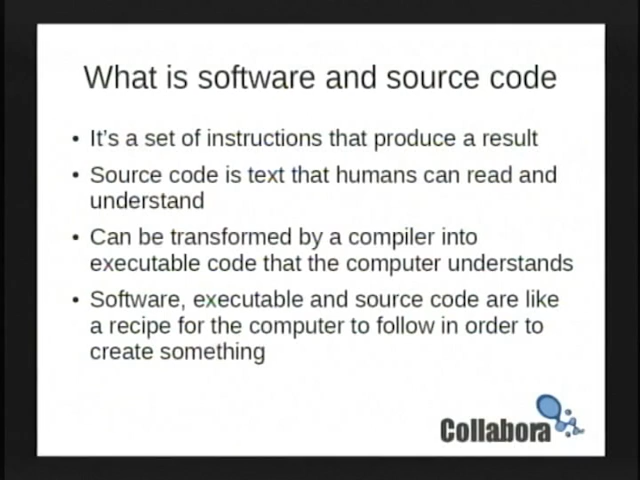 What is software and source code
• It's a set of instructions that produce a result
• Source code is text that humans can read and
understand
• Can be transformed by a compiler into
executable code that the computer understands
• Software, executable and source code are like
a recipe for the computer to follow in order to
create something
Collabora